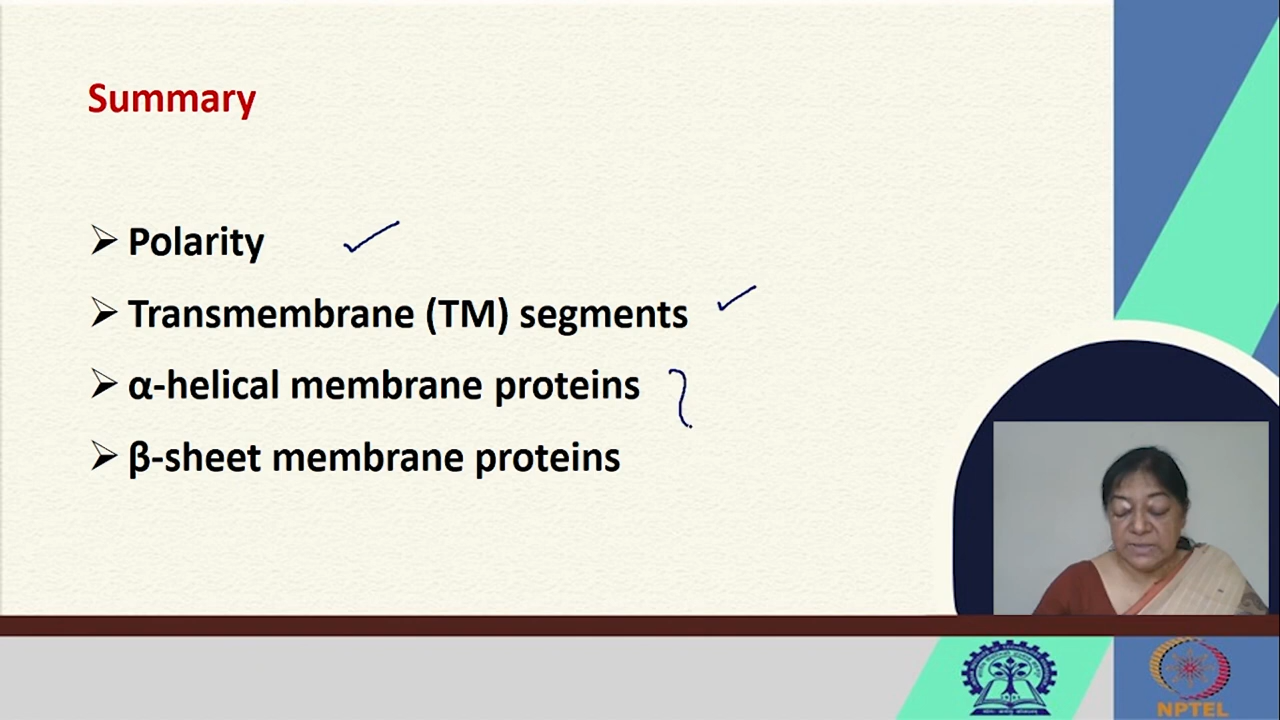 Summary
➢ Polarity
➢ Transmembrane (TM) segments
➢ α-helical membrane proteins
➢ β-sheet membrane proteins
NPTEL